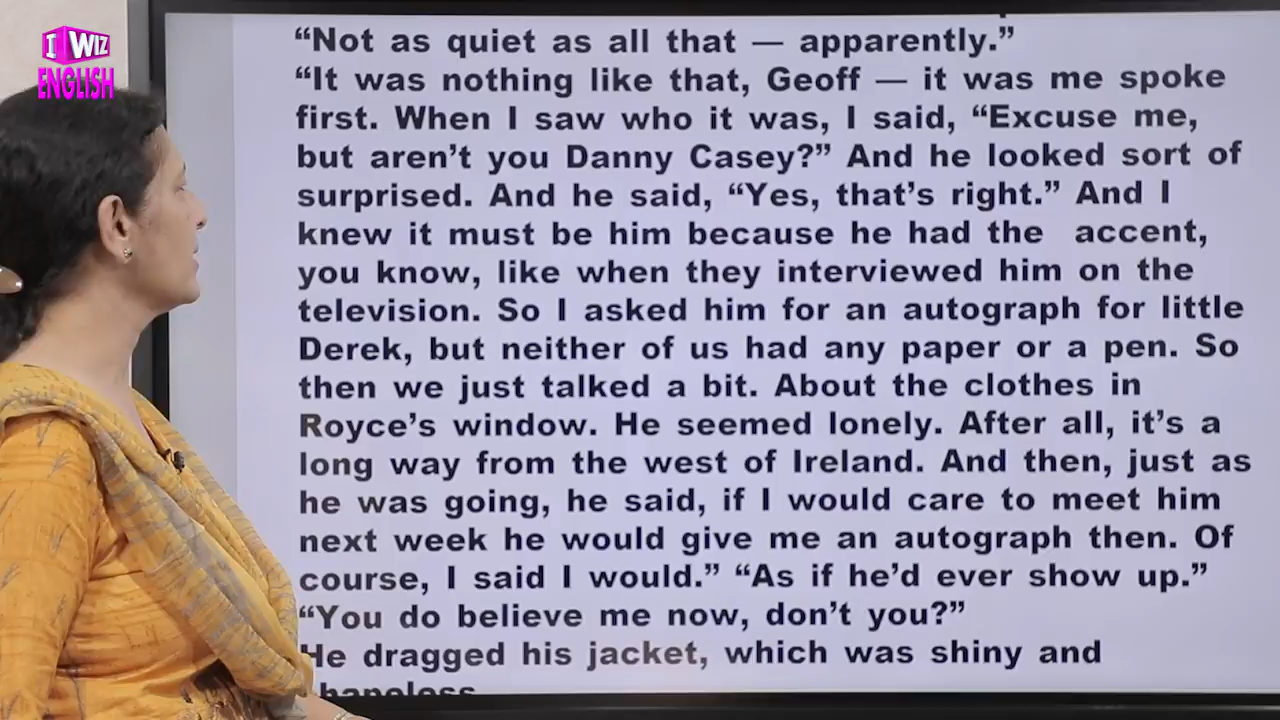 I WIZ
ENGLISH
“Not as quiet as all that — apparently.”
“It was nothing like that, Geoff — it was me spoke
first. When I saw who it was, I said, “Excuse me,
but aren’t you Danny Casey?” And he looked sort of
surprised. And he said, “Yes, that’s right.” And I
knew it must be him because he had the accent,
you know, like when they interviewed him on the
television. So I asked him for an autograph for little
Derek, but neither of us had any paper or a pen. So
then we just talked a bit. About the clothes in
Royce’s window. He seemed lonely. After all, it’s a
long way from the west of Ireland. And then, just as
he was going, he said, if I would care to meet him
next week he would give me an autograph then. Of
course, I said I would.” “As if he’d ever show up.”
“You do believe me now, don’t you?”
He dragged his jacket, which was shiny and
shapeless